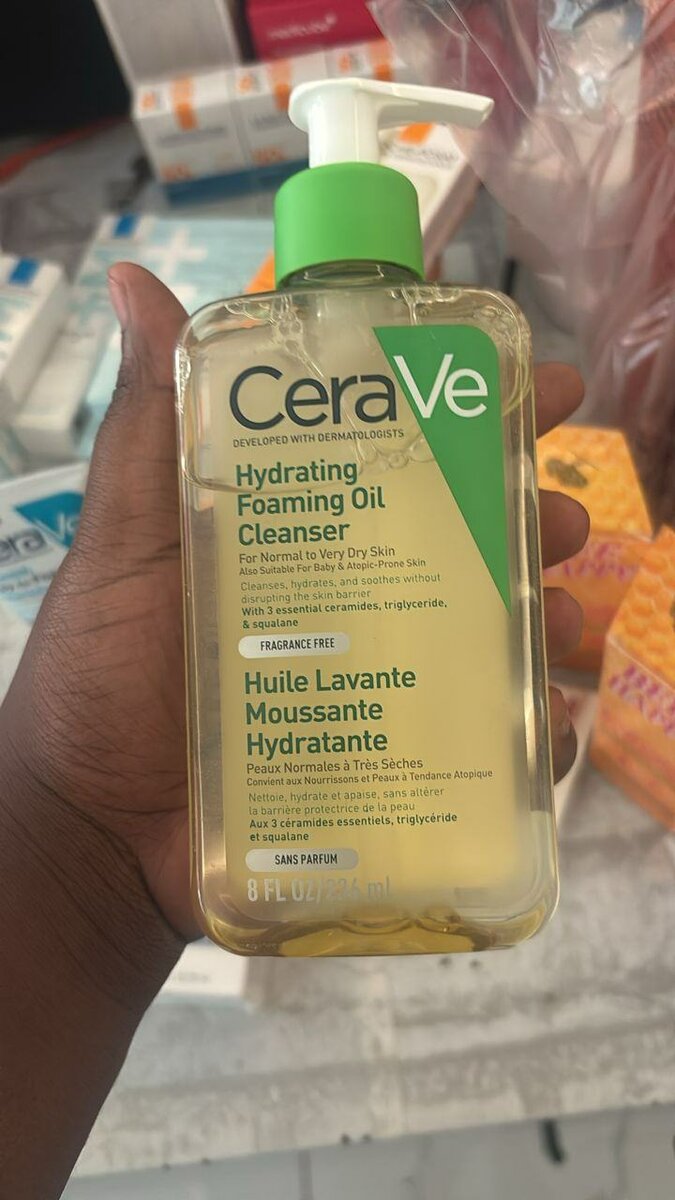 CeraVe
DEVELOPED WITH DERMATOLOGISTS
Hydrating
Foaming Oil
Cleanser
For Normal to Very Dry Skin
Also Suitable For Baby & Atopic-Prone Skin
Cleanses, hydrates, and soothes without
disrupting the skin barrier
With 3 essential ceramides, triglyceride,
& squalane
FRAGRANCE FREE
Huile Lavante
Moussante
Hydratante
Peaux Normales à Très Sèches
Convient aux Nourrissons et Peaux à Tendance Atopique
Nettoie, hydrate et apaise, sans altérer
la barrière protectrice de la peau
Aux 3 céramides essentiels, triglycéride
et squalane
SANS PARFUM
8 FL OZ/236 mL